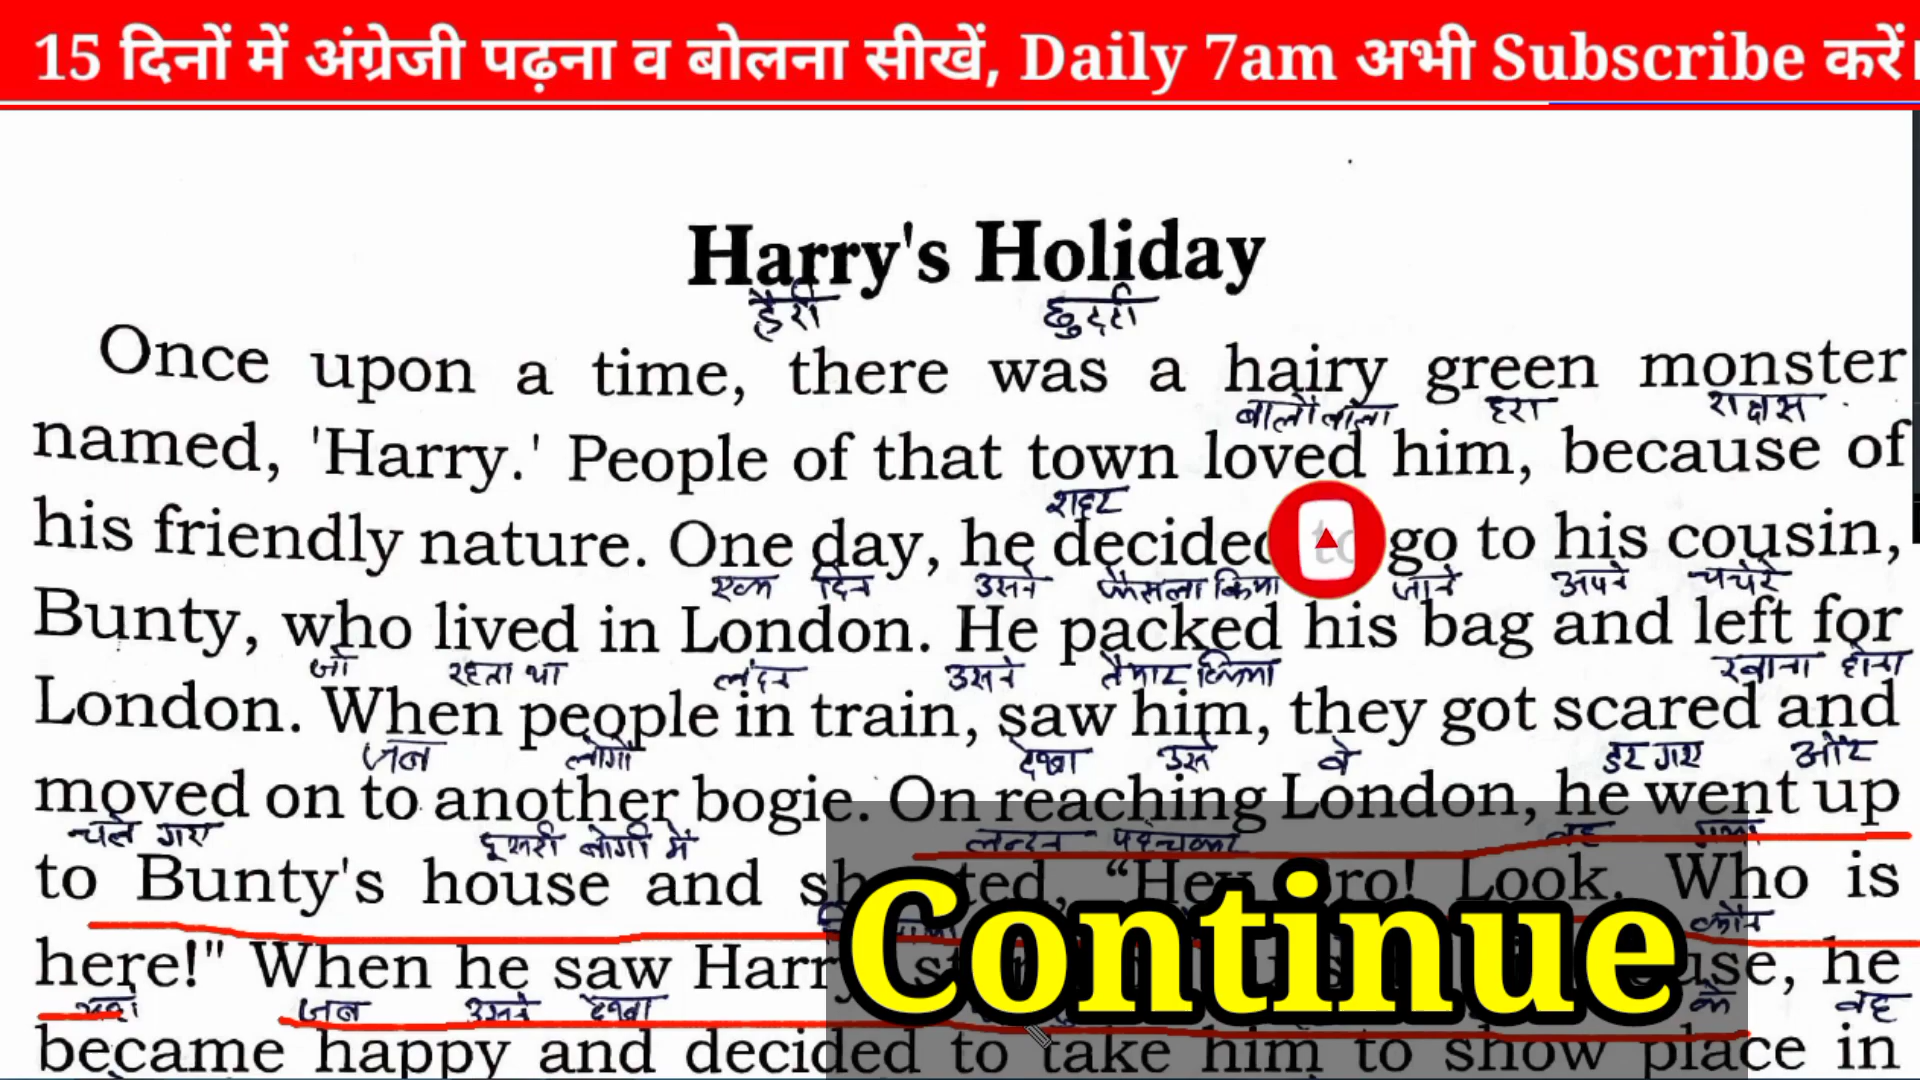 15 दिनों में अंग्रेजी पढ़ना व बोलना सीखें, Daily 7am अभी Subscribe करें।
Harry's Holiday
हैरी छुट्टी
Once upon a time, there was a hairy green monster
बालों वाला हरा राक्षस
named, 'Harry.' People of that town loved him, because of
शहर
his friendly nature. One day, he decided to go to his cousin,
एक दिन उसने फैसला किया जाने अपने चचेरे
Bunty, who lived in London. He packed his bag and left for
जो रहता था लंदन उसने तैयार किया रवाना होना
London. When people in train, saw him, they got scared and
जब लोगों देखा उसे वे डर गए और
moved on to another bogie. On reaching London, he went up
चले गए दूसरी बोगी में लन्दन पहुंचकर वह गया
to Bunty's house and "Hey Bro! Look. Who is
कौन
here!" When he saw Harry house, he
यहां जब उसने देखा के वह
Continue
became happy and decided to take him to show place in